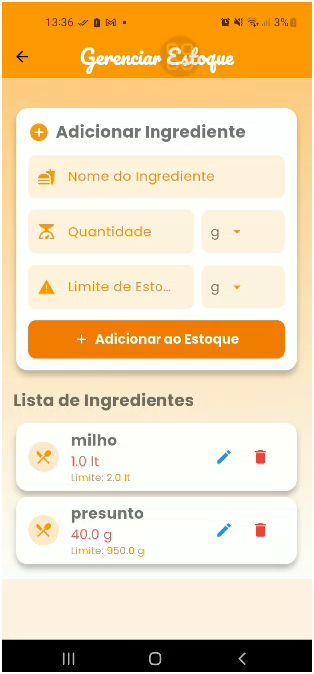 13:36
3%
Gerenciar Estoque
Adicionar Ingrediente
Nome do Ingrediente
Quantidade
g
Limite de Esto...
g
+ Adicionar ao Estoque
Lista de Ingredientes
milho
1.0 lt
Limite: 2.0 lt
presunto
40.0 g
Limite: 950.0 g